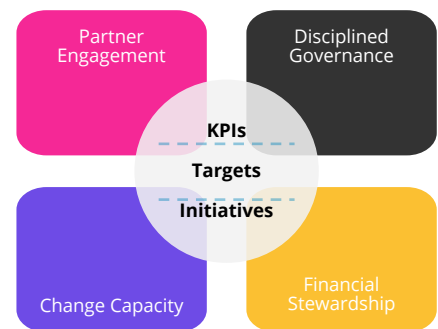 Partner
Engagement
Disciplined
Governance
KPIs
Targets
Initiatives
Change Capacity
Financial
Stewardship